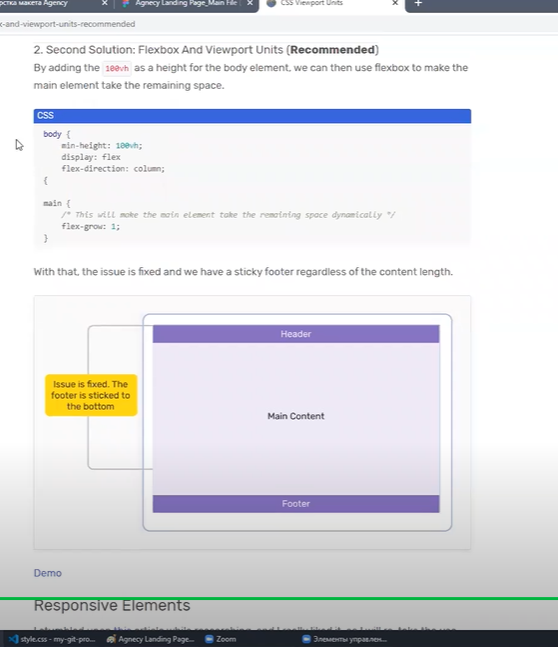 рстка макета Agency
Agnecy Landing Page_Main File
CSS Viewport Units
x-and-viewport-units-recommended
2. Second Solution: Flexbox And Viewport Units (Recommended)
By adding the 100vh as a height for the body element, we can then use flexbox to make the
main element take the remaining space.
CSS
body {
min-height: 100vh;
display: flex
flex-direction: column;
{
main {
/* This will make the main element take the remaining space dynamically */
flex-grow: 1;
}
With that, the issue is fixed and we have a sticky footer regardless of the content length.
Header
Issue is fixed. The
footer is sticked to
the bottom
Main Content
Footer
Demo
Responsive Elements
style.css - my-git-pro...
Agnecy Landing Page...
Zoom
Элементы управлен...